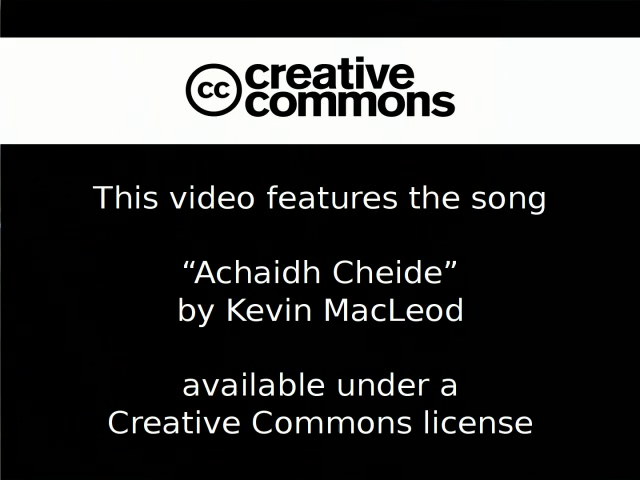 cc creative
commons
This video features the song
“Achaidh Cheide”
by Kevin MacLeod
available under a
Creative Commons license